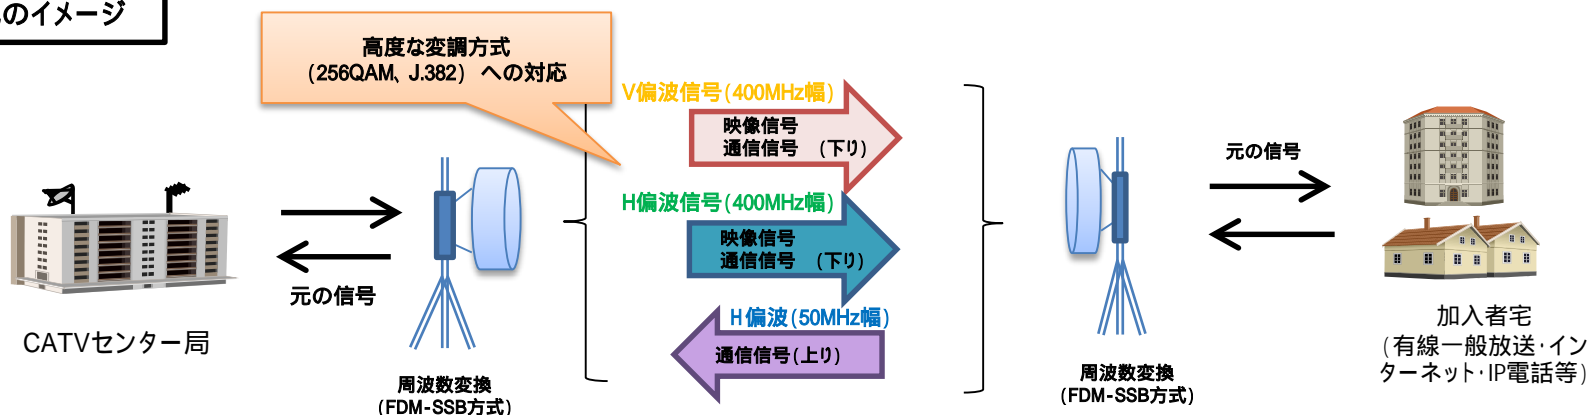 のイメージ
高度な変調方式
(256QAM、J.382) への対応
V偏波信号(400MHz幅)
映像信号
通信信号 (下り)
H偏波信号(400MHz幅)
映像信号
通信信号 (下り)
H偏波(50MHz幅)
通信信号(上り)
元の信号
CATVセンター局
周波数変換
(FDM-SSB方式)
周波数変換
(FDM-SSB方式)
元の信号
加入者宅
(有線一般放送・イン
ターネット・IP電話等)